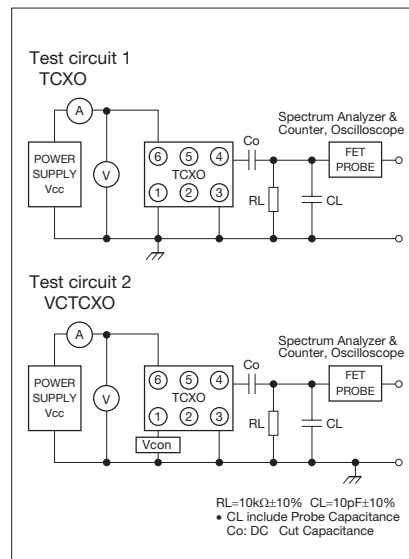 Test circuit 1
TCXO
A
POWER
SUPPLY
Vcc
V
6 5 4
TCXO
1 2 3
Co
RL
CL
Spectrum Analyzer &
Counter, Oscilloscope
FET
PROBE
Test circuit 2
VCTCXO
A
POWER
SUPPLY
Vcc
V
6 5 4
TCXO
1 2 3
Vcon
Co
RL
CL
Spectrum Analyzer &
Counter, Oscilloscope
FET
PROBE
RL=10kΩ±10% CL=10pF±10%
• CL include Probe Capacitance
Co: DC Cut Capacitance